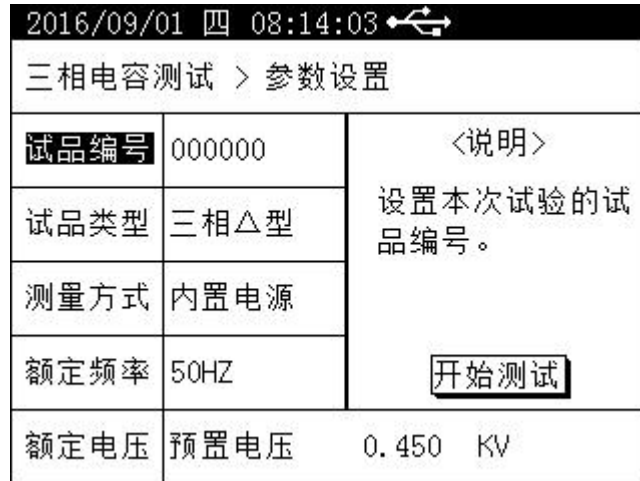 2016/09/01 四 08:14:03
三相电容测试 > 参数设置
试品编号 000000
<说明>
设置本次试验的试
品编号。
试品类型 三相△型
测量方式 内置电源
额定频率 50HZ
开始测试
额定电压 预置电压 0.450 KV